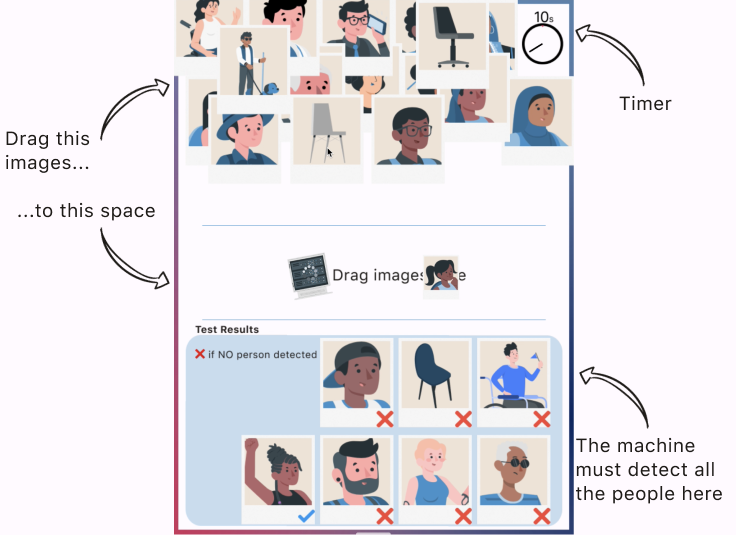 10s
Timer
Drag this
images...
...to this space
Drag images
Test Results
if NO person detected
The machine
must detect all
the people here